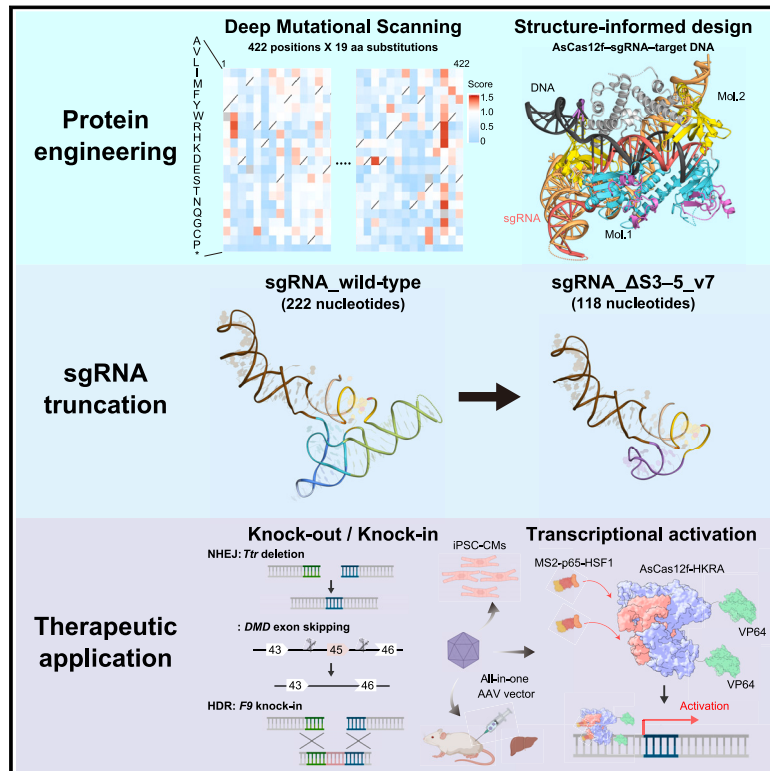 Protein
engineering
Deep Mutational Scanning
422 positions X 19 aa substitutions
A
V
L
I
M
F
Y
W
R
H
K
D
E
S
T
N
Q
G
C
P
*
1
422
....
Score
1.5
1.0
0.5
0
Structure-informed design
AsCas12f–sgRNA–target DNA
DNA
Mol.2
sgRNA
Mol.1
sgRNA
truncation
sgRNA_wild-type
(222 nucleotides)
sgRNA_ΔS3–5_v7
(118 nucleotides)
Therapeutic
application
Knock-out / Knock-in
NHEJ: Ttr deletion
: DMD exon skipping
43 45 46
43 46
HDR: F9 knock-in
iPSC-CMs
All-in-one
AAV vector
Transcriptional activation
MS2-p65-HSF1
AsCas12f-HKRA
VP64
VP64
Activation